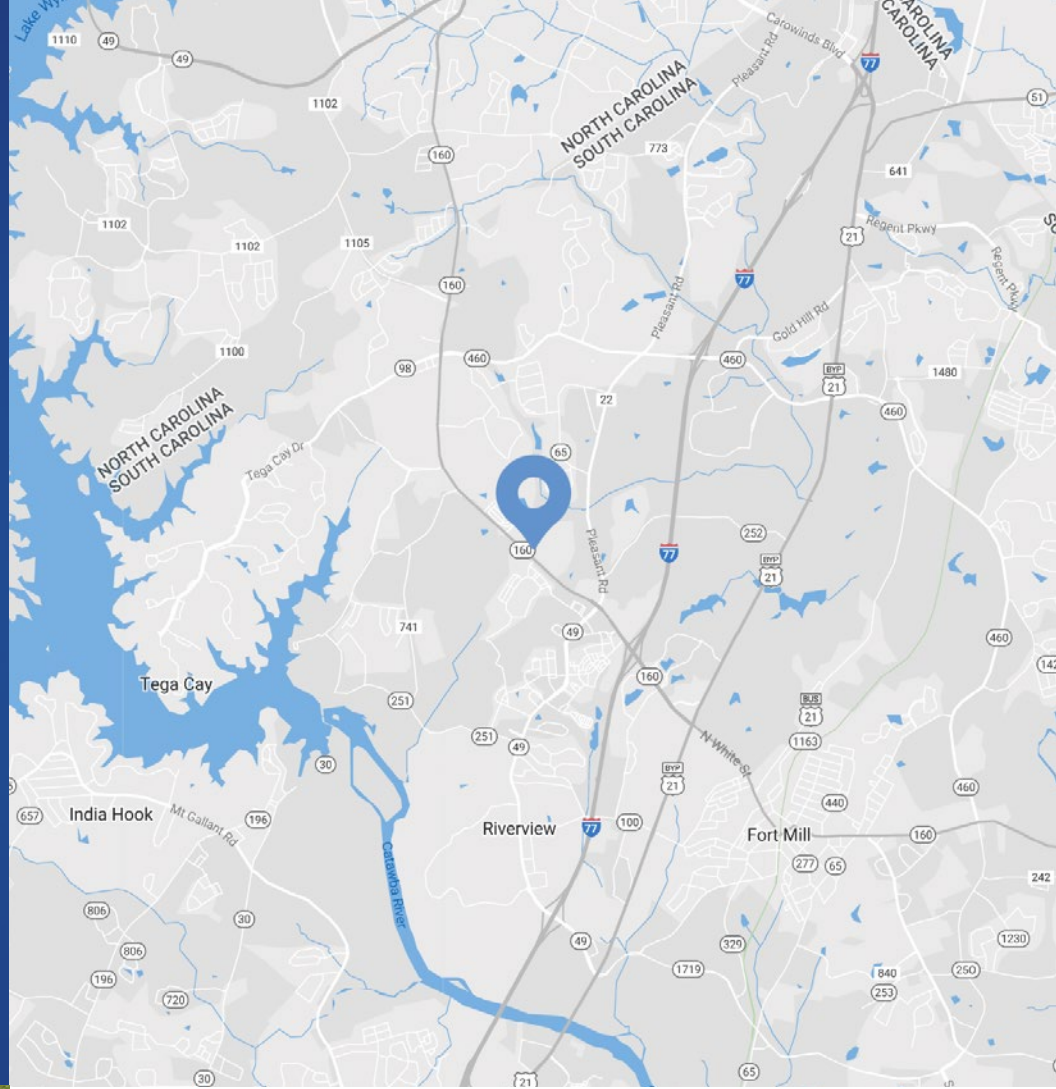 Lake Wy
1110
49
49
1102
160
NORTH CAROLINA
SOUTH CAROLINA
Carowinds Blvd
Pleasant Rd
77
AROLINA
CAROLINA
51
773
641
1102
1102
1105
160
21
Regent Pkwy
Regent Pkwy
77
Pleasant Rd
Gold Hill Rd
1100
98
460
460
BYP
21
1480
460
22
NORTH CAROLINA
SOUTH CAROLINA
Tega Cay Dr
65
160
Pleasant Rd
77
252
BYP
21
741
49
460
142
Tega Cay
251
160
BUS
21
1163
251
49
N White St
30
BYP
21
460
657
India Hook
Mt Gallant Rd
196
Riverview
77
100
440
Fort Mill
160
277
65
242
Catawba River
806
30
806
49
329
1230
196
1719
840
250
720
253
30
21
65